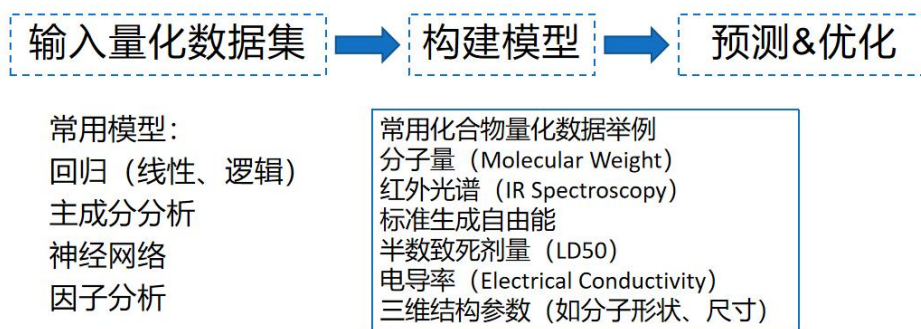 输入量化数据集
构建模型
预测&优化
常用模型：
回归（线性、逻辑）
主成分分析
神经网络
因子分析
常用化合物量化数据举例
分子量（Molecular Weight）
红外光谱（IR Spectroscopy）
标准生成自由能
半数致死剂量（LD50）
电导率（Electrical Conductivity）
三维结构参数（如分子形状、尺寸）